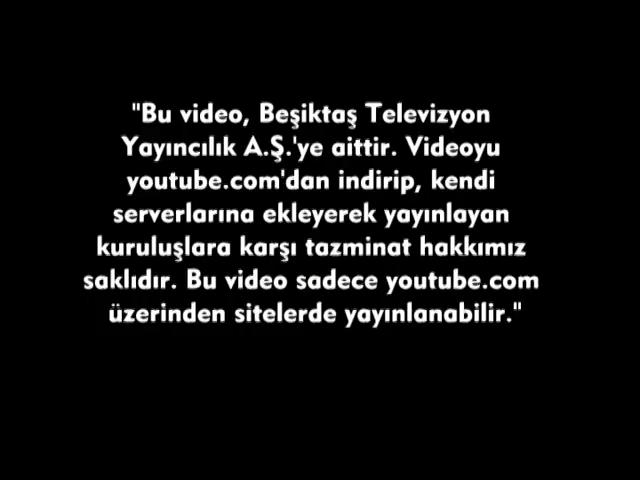 "Bu video, Beşiktaş Televizyon
Yayıncılık A.Ş.'ye aittir. Videoyu
youtube.com'dan indirip, kendi
serverlarına ekleyerek yayınlayan
kuruluşlara karşı tazminat hakkımız
saklıdır. Bu video sadece youtube.com
üzerinden sitelerde yayınlanabilir."